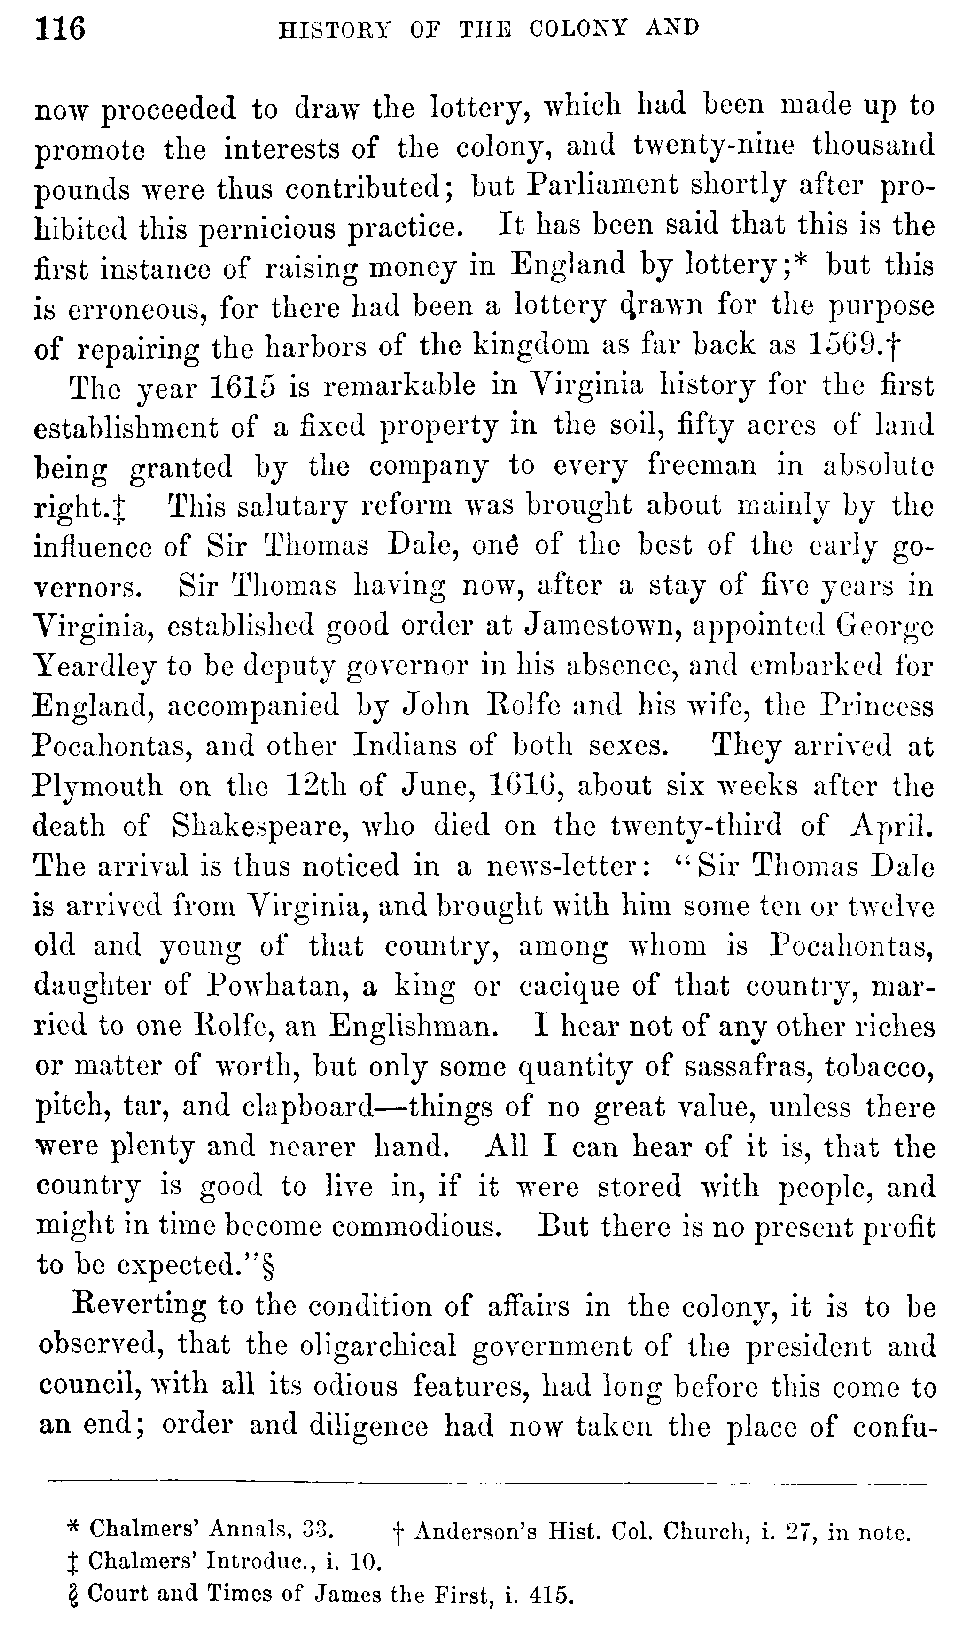 116 HISTORY OF THE COLONY AND
now proceeded to draw the lottery, which had been made up to
promote the interests of the colony, and twenty-nine thousand
pounds were thus contributed; but Parliament shortly after pro-
hibited this pernicious practice. It has been said that this is the
first instance of raising money in England by lottery;* but this
is erroneous, for there had been a lottery drawn for the purpose
of repairing the harbors of the kingdom as far back as 1569.†
The year 1615 is remarkable in Virginia history for the first
establishment of a fixed property in the soil, fifty acres of land
being granted by the company to every freeman in absolute
right.‡ This salutary reform was brought about mainly by the
influence of Sir Thomas Dale, one of the best of the early go-
vernors. Sir Thomas having now, after a stay of five years in
Virginia, established good order at Jamestown, appointed George
Yeardley to be deputy governor in his absence, and embarked for
England, accompanied by John Rolfe and his wife, the Princess
Pocahontas, and other Indians of both sexes. They arrived at
Plymouth on the 12th of June, 1616, about six weeks after the
death of Shakespeare, who died on the twenty-third of April.
The arrival is thus noticed in a news-letter: "Sir Thomas Dale
is arrived from Virginia, and brought with him some ten or twelve
old and young of that country, among whom is Pocahontas,
daughter of Powhatan, a king or cacique of that country, mar-
ried to one Rolfe, an Englishman. I hear not of any other riches
or matter of worth, but only some quantity of sassafras, tobacco,
pitch, tar, and clapboard—things of no great value, unless there
were plenty and nearer hand. All I can hear of it is, that the
country is good to live in, if it were stored with people, and
might in time become commodious. But there is no present profit
to be expected."§
Reverting to the condition of affairs in the colony, it is to be
observed, that the oligarchical government of the president and
council, with all its odious features, had long before this come to
an end; order and diligence had now taken the place of confu-
* Chalmers' Annals, 33. † Anderson's Hist. Col. Church, i. 27, in note.
‡ Chalmers' Introduc., i. 10.
§ Court and Times of James the First, i. 415.